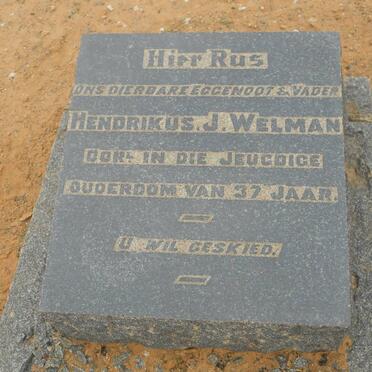 Hier Rus
ONS DIERBARE EGGENOOT & VADER
HENDRIKUS. J. WELMAN
OORL. IN DIE JEUGDIGE
OUDERDOM VAN 37 JAAR.
U WIL GESKIED.